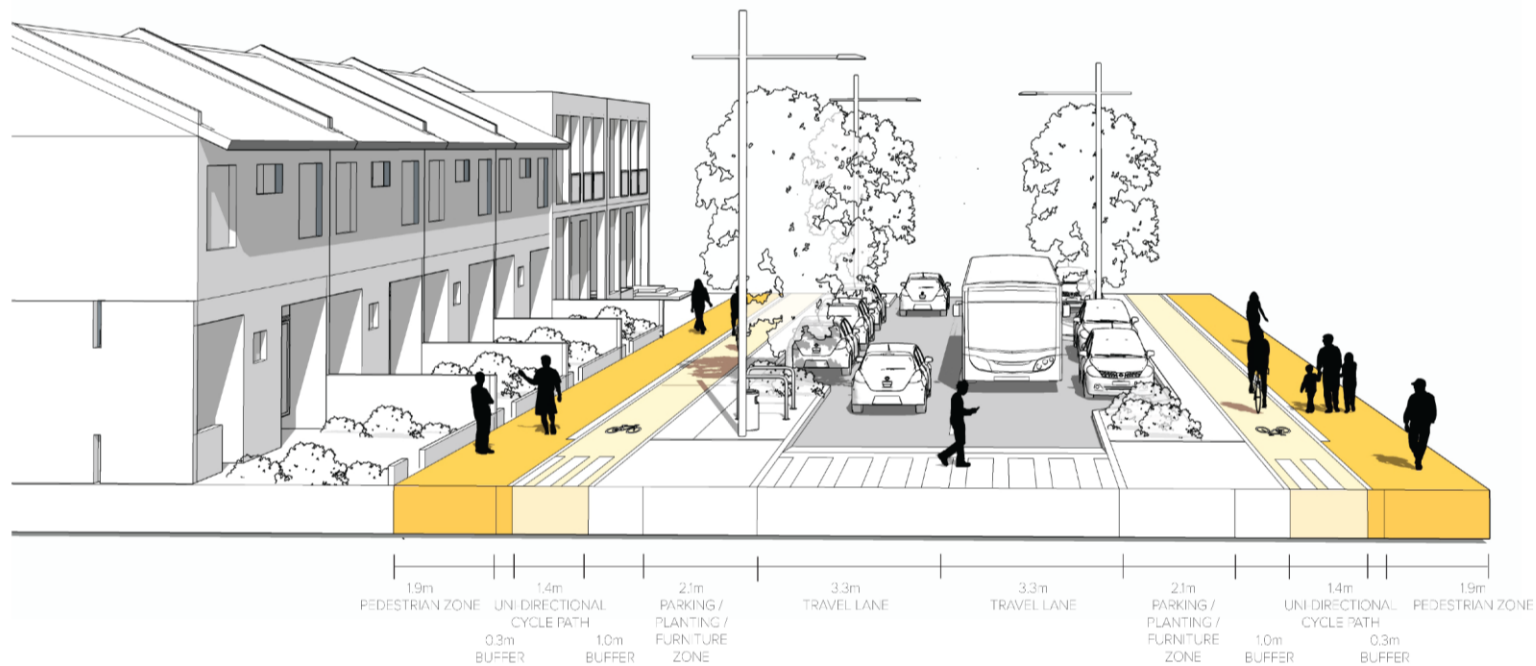 1.9m
PEDESTRIAN ZONE
0.3m
BUFFER
1.4m
UNI-DIRECTIONAL
CYCLE PATH
1.0m
BUFFER
2.1m
PARKING /
PLANTING /
FURNITURE
ZONE
3.3m
TRAVEL LANE
3.3m
TRAVEL LANE
2.1m
PARKING /
PLANTING /
FURNITURE
ZONE
1.0m
BUFFER
1.4m
UNI-DIRECTIONAL
CYCLE PATH
0.3m
BUFFER
1.9m
PEDESTRIAN ZONE